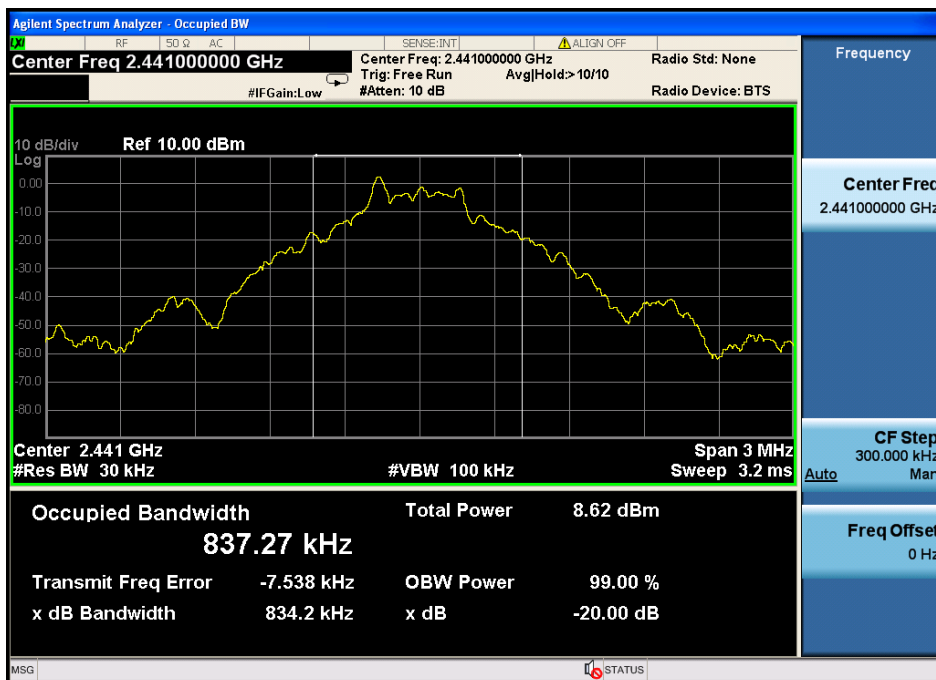 Agilent Spectrum Analyzer - Occupied BW
LXI RF 50 Ω AC SENSE:INT ALIGN OFF
Center Freq 2.441000000 GHz
Center Freq: 2.441000000 GHz
Radio Std: None
Trig: Free Run Avg|Hold:>10/10
#IFGain:Low
#Atten: 10 dB
Radio Device: BTS
10 dB/div Ref 10.00 dBm
Log
0.00
-10.0
-20.0
-30.0
-40.0
-50.0
-60.0
-70.0
-80.0
Center 2.441 GHz
Span 3 MHz
#Res BW 30 kHz
#VBW 100 kHz
Sweep 3.2 ms
Occupied Bandwidth
837.27 kHz
Total Power 8.62 dBm
Transmit Freq Error -7.538 kHz
OBW Power 99.00 %
x dB Bandwidth 834.2 kHz
x dB -20.00 dB
Frequency
Center Freq
2.441000000 GHz
CF Step
300.000 kHz
Auto Man
Freq Offset
0 Hz
MSG
STATUS